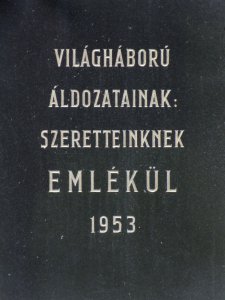 VILÁGHÁBORÚ
ÁLDOZATAINAK:
SZERETTEINKNEK
EMLÉKÜL
1953